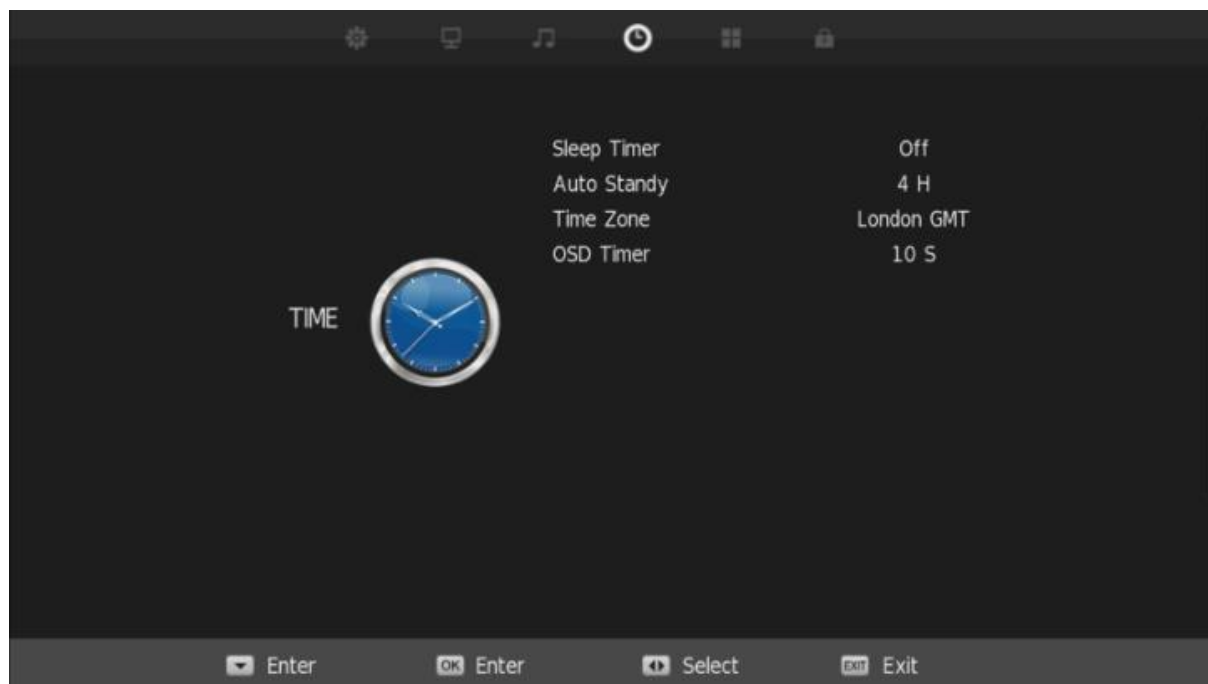 Sleep Timer Off
Auto Standy 4 H
Time Zone London GMT
OSD Timer 10 S
TIME
Enter OK Enter Select EXIT Exit